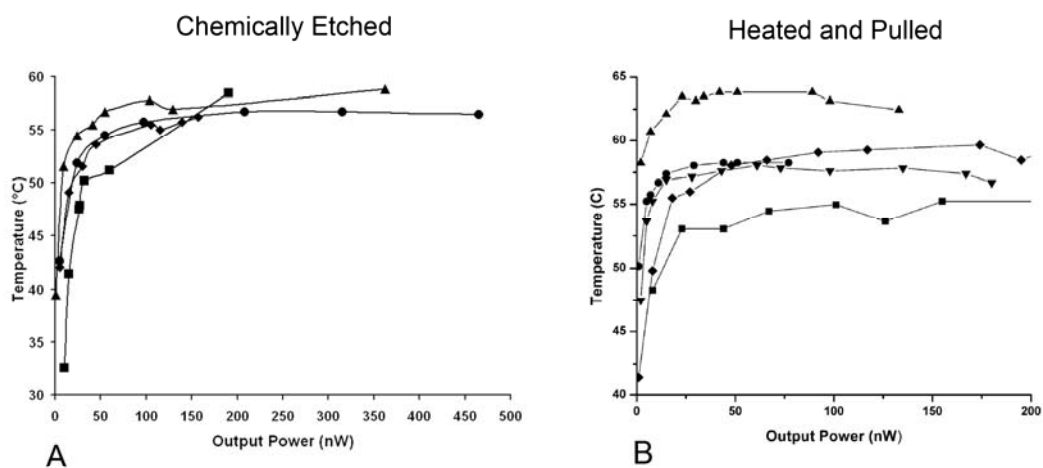 Chemically Etched
Temperature (°C)
60
55
50
45
40
35
30
0 50 100 150 200 250 300 350 400 450 500
Output Power (nW)
A
Heated and Pulled
Temperature (C)
65
60
55
50
45
40
0 50 100 150 200
Output Power (nW)
B